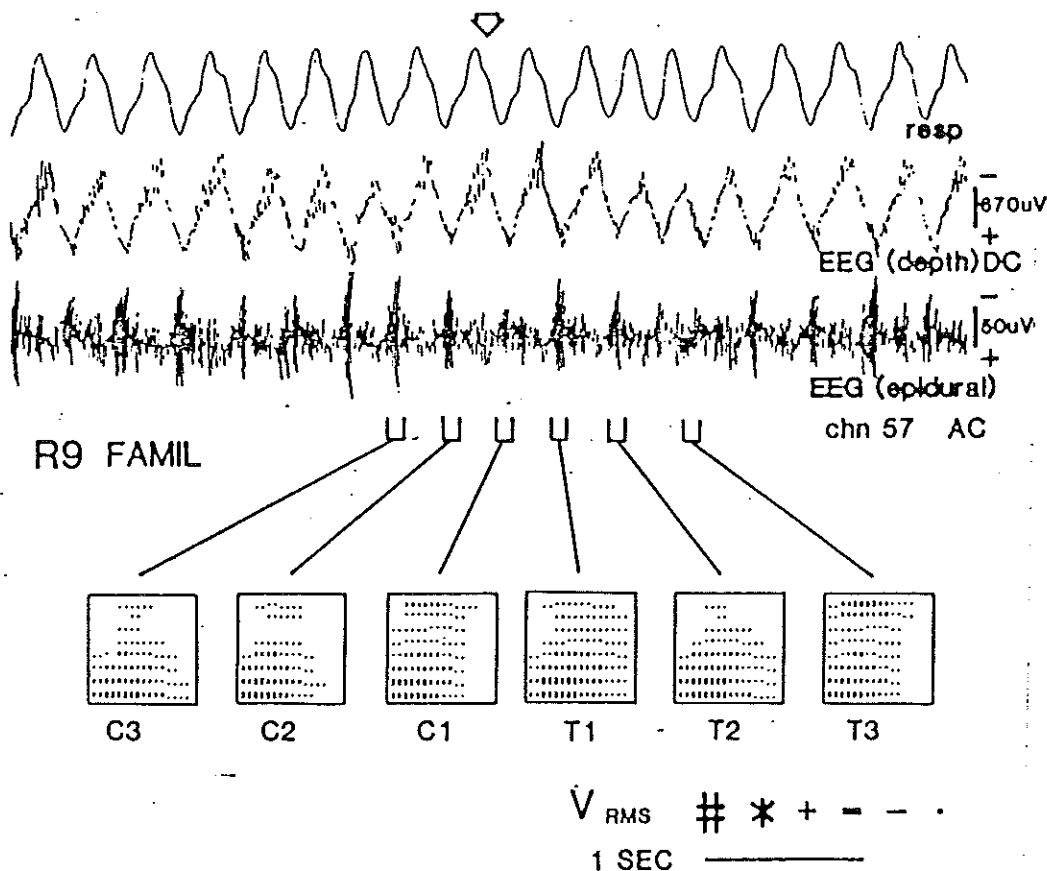 resp
−
670uV
+
EEG (depth) DC
−
50uV
+
EEG (epidural)
chn 57 AC
R9 FAMIL
C3 C2 C1 T1 T2 T3
V RMS # * + = − .
1 SEC